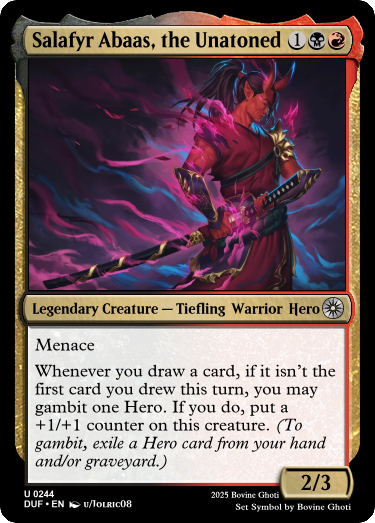 Salafyr Abaas, the Unatoned 1
Legendary Creature — Tiefling Warrior Hero
Menace
Whenever you draw a card, if it isn't the
first card you drew this turn, you may
gambit one Hero. If you do, put a
+1/+1 counter on this creature. (To
gambit, exile a Hero card from your hand
and/or graveyard.)
2/3
U 0244
DUF • EN u/Jolric08
2025 Bovine Ghoti
Set Symbol by Bovine Ghoti